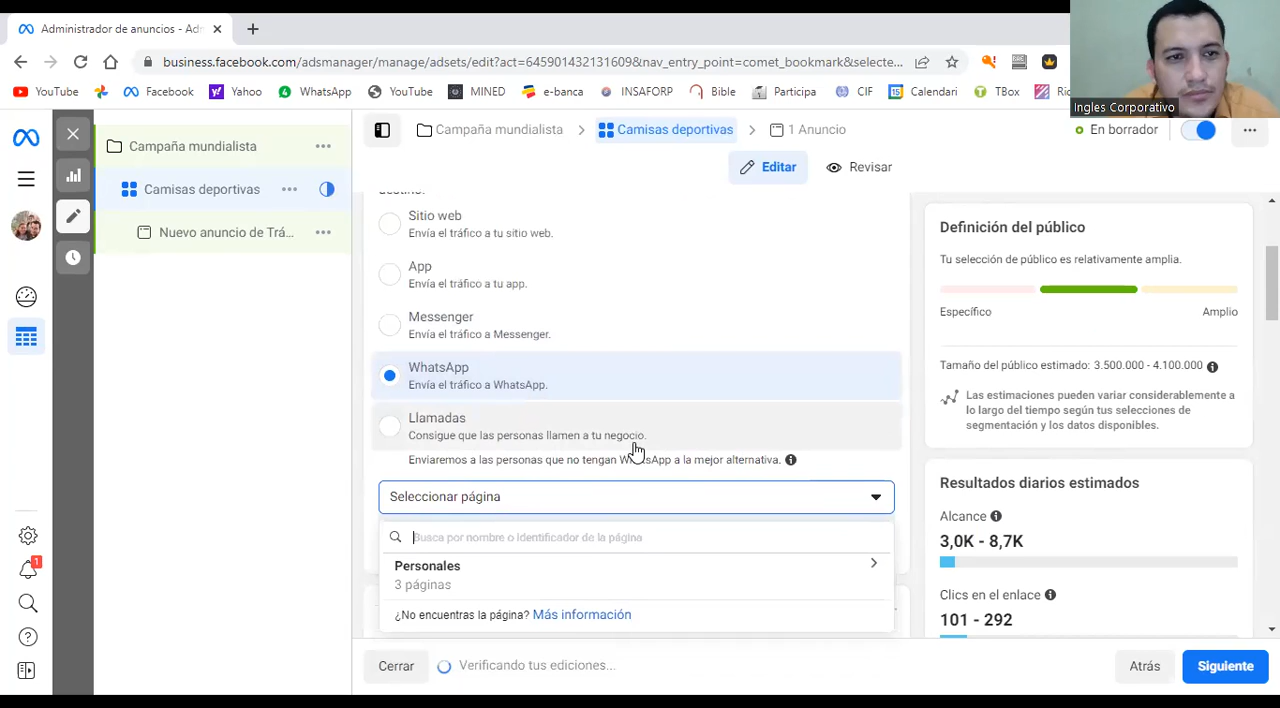 Administrador de anuncios - Adm
business.facebook.com/adsmanager/manage/adsets/edit?act=645901432131609&nav_entry_point=comet_bookmark&selecte...
YouTube
Facebook
Yahoo
WhatsApp
YouTube
MINED
e-banca
INSAFORP
Bible
Participa
CIF
Calendari
TBox
Ingles Corporativo
Campaña mundialista
Camisas deportivas
1 Anuncio
En borrador
Editar
Revisar
Campaña mundialista
Camisas deportivas
Nuevo anuncio de Trá...
destino.
Sitio web
Envía el tráfico a tu sitio web.
App
Envía el tráfico a tu app.
Messenger
Envía el tráfico a Messenger.
WhatsApp
Envía el tráfico a WhatsApp.
Llamadas
Consigue que las personas llamen a tu negocio.
Enviaremos a las personas que no tengan WhatsApp a la mejor alternativa.
Seleccionar página
Busca por nombre o identificador de la página
Personales
3 páginas
¿No encuentras la página? Más información
Definición del público
Tu selección de público es relativamente amplia.
Específico
Amplio
Tamaño del público estimado: 3.500.000 - 4.100.000
Las estimaciones pueden variar considerablemente a
lo largo del tiempo según tus selecciones de
segmentación y los datos disponibles.
Resultados diarios estimados
Alcance
3,0K - 8,7K
Clics en el enlace
101 - 292
1
Cerrar
Verificando tus ediciones...
Atrás
Siguiente